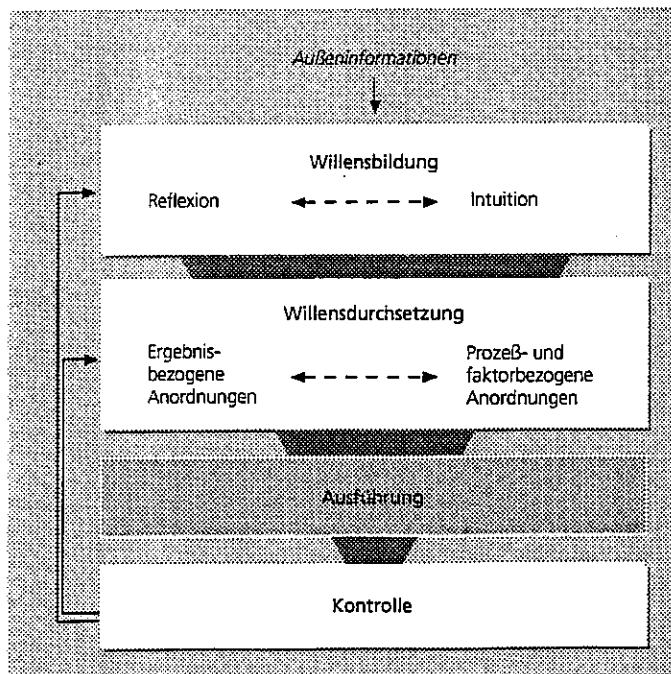 Außeninformationen
Willensbildung
Reflexion
Intuition
Willensdurchsetzung
Ergebnis-
bezogene
Anordnungen
Prozeß- und
faktorbezogene
Anordnungen
Ausführung
Kontrolle